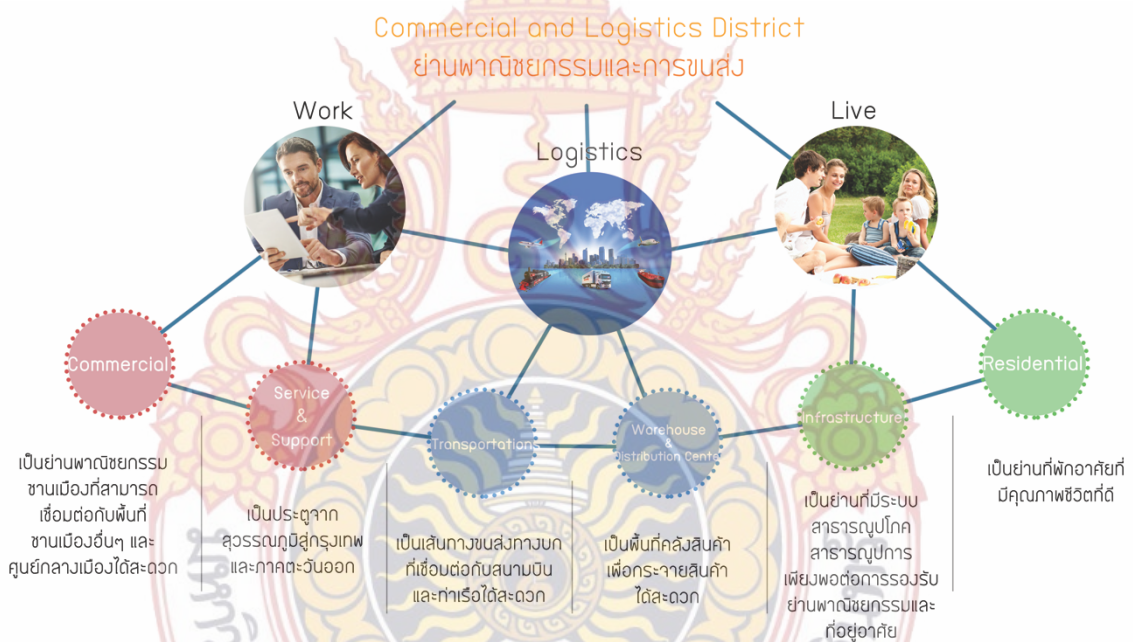 Commercial and Logistics District
ย่านพาณิชยกรรมและการขนส่ง
Work
Live
Logistics
Commercial
Service
&
Support
Transportations
Warehouse
&
Distribution Cente
Infrastructure
Residential
เป็นย่านพาณิชยกรรม
ชานเมืองที่สามารถ
เชื่อมต่อกับพื้นที่
ชานเมืองอื่นๆ และ
ศูนย์กลางเมืองได้สะดวก
เป็นประตูจาก
สุวรรณภูมิสู่กรุงเทพ
และภาคตะวันออก
เป็นเส้นทางขนส่งทางบก
ที่เชื่อมต่อกับสนามบิน
และท่าเรือได้สะดวก
เป็นพื้นที่คลังสินค้า
เพื่อกระจายสินค้า
ได้สะดวก
เป็นย่านที่มีระบบ
สาธารณูปโภค
สาธารณูปการ
เพียงพอต่อการรองรับ
ย่านพาณิชยกรรมและ
ที่อยู่อาศัย
เป็นย่านที่พักอาศัยที่
มีคุณภาพชีวิตที่ดี